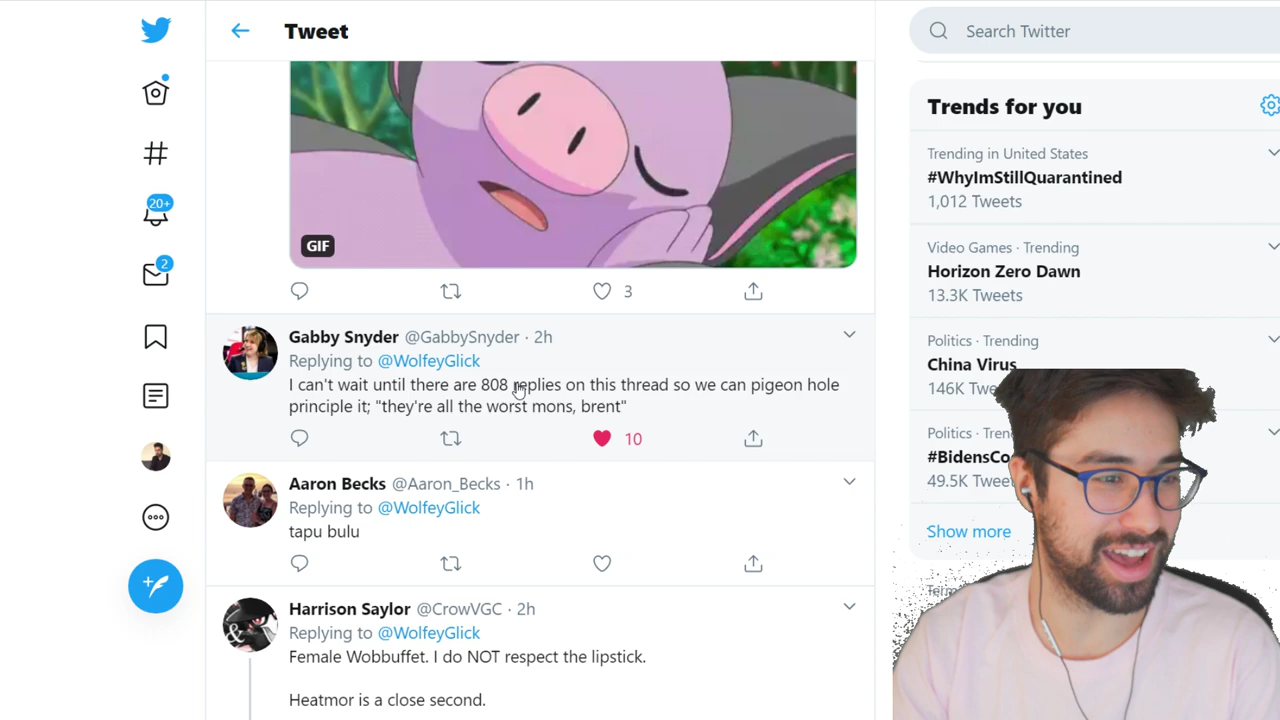 Tweet
Search Twitter
GIF
3
Gabby Snyder @GabbySnyder · 2h
Replying to @WolfeyGlick
I can't wait until there are 808 replies on this thread so we can pigeon hole
principle it; "they're all the worst mons, brent"
10
Aaron Becks @Aaron_Becks · 1h
Replying to @WolfeyGlick
tapu bulu
Harrison Saylor @CrowVGC · 2h
Replying to @WolfeyGlick
Female Wobbuffet. I do NOT respect the lipstick.
Heatmor is a close second.
20+
2
Trends for you
Trending in United States
#WhyImStillQuarantined
1,012 Tweets
Video Games · Trending
Horizon Zero Dawn
13.3K Tweets
Politics · Trending
China Virus
146K Twe
Politics · Tren
#BidensCo
49.5K Tweet
Show more